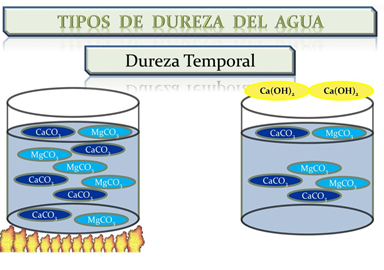 TIPOS DE DUREZA DEL AGUA
Dureza Temporal
Ca(OH)₂ Ca(OH)₂
CaCO₃ MgCO₃
CaCO₃
MgCO₃
MgCO₃
CaCO₃ MgCO₃
CaCO₃
CaCO₃ MgCO₃
CaCO₃ MgCO₃
MgCO₃
CaCO₃ MgCO₃
CaCO₃